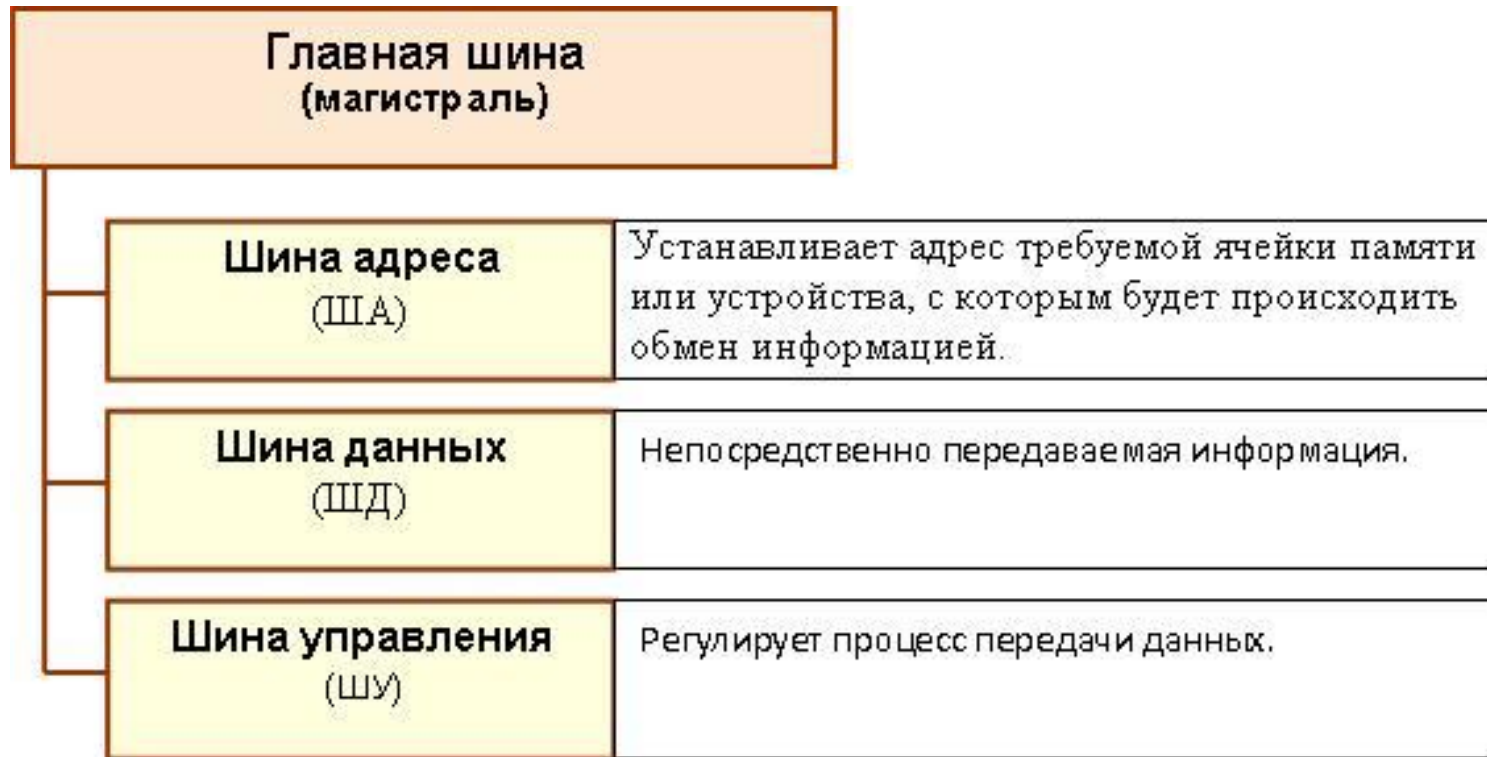 Главная шина
(магистраль)
Шина адреса
(ША)
Устанавливает адрес требуемой ячейки памяти
или устройства, с которым будет происходить
обмен информацией.
Шина данных
(ШД)
Непосредственно передаваемая информация.
Шина управления
(ШУ)
Регулирует процесс передачи данных.